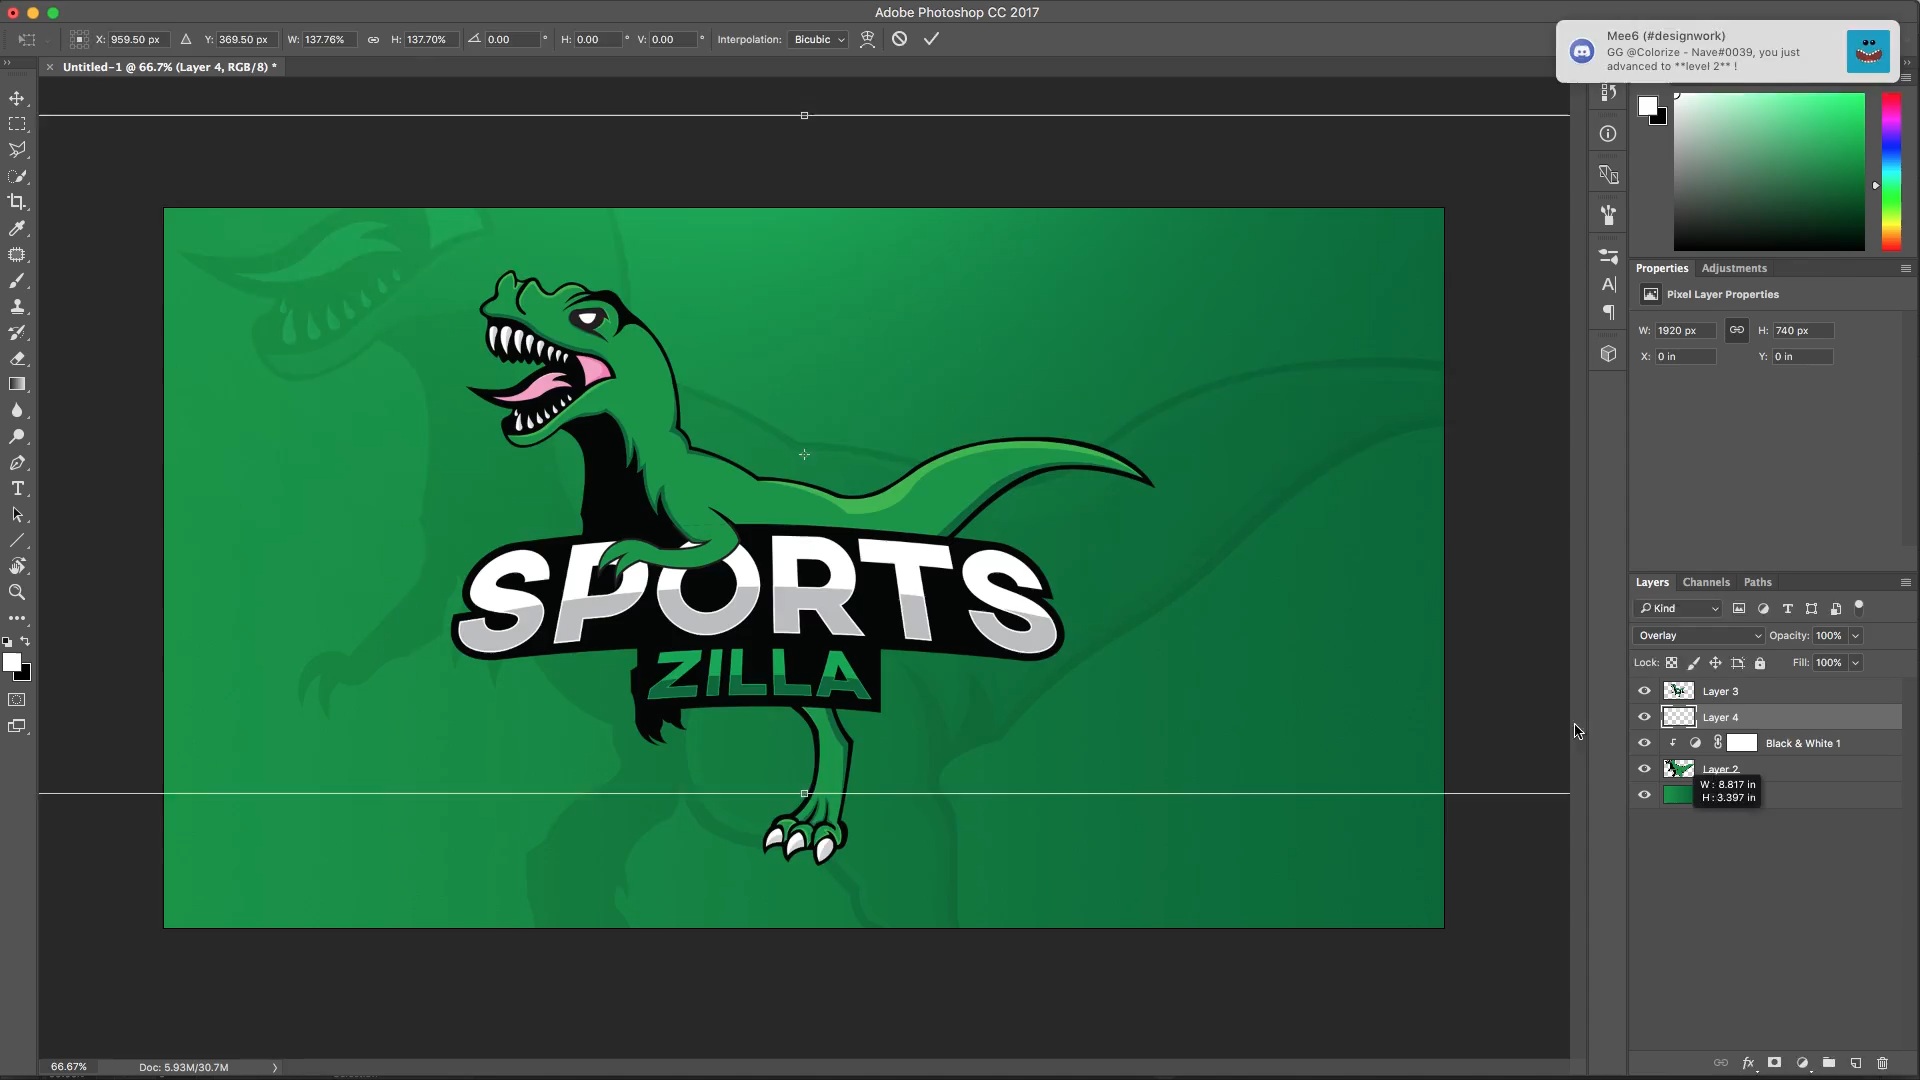 Adobe Photoshop CC 2017
X: 959.50 px Y: 369.50 px W: 137.76% H: 137.70% 0.00 ° H: 0.00 ° V: 0.00 ° Interpolation: Bicubic
Mee6 (#designwork)
GG @Colorize - Nave#0039, you just
advanced to **level 2** !
Untitled-1 @ 66.7% (Layer 4, RGB/8) *
SPORTS
ZILLA
Properties Adjustments
Pixel Layer Properties
W: 1920 px H: 740 px
X: 0 in Y: 0 in
Layers Channels Paths
Kind
Overlay Opacity: 100%
Lock: Fill: 100%
Layer 3
Layer 4
Black & White 1
Layer 2
W : 8.817 in
H : 3.397 in
66.67% Doc: 5.93M/30.7M